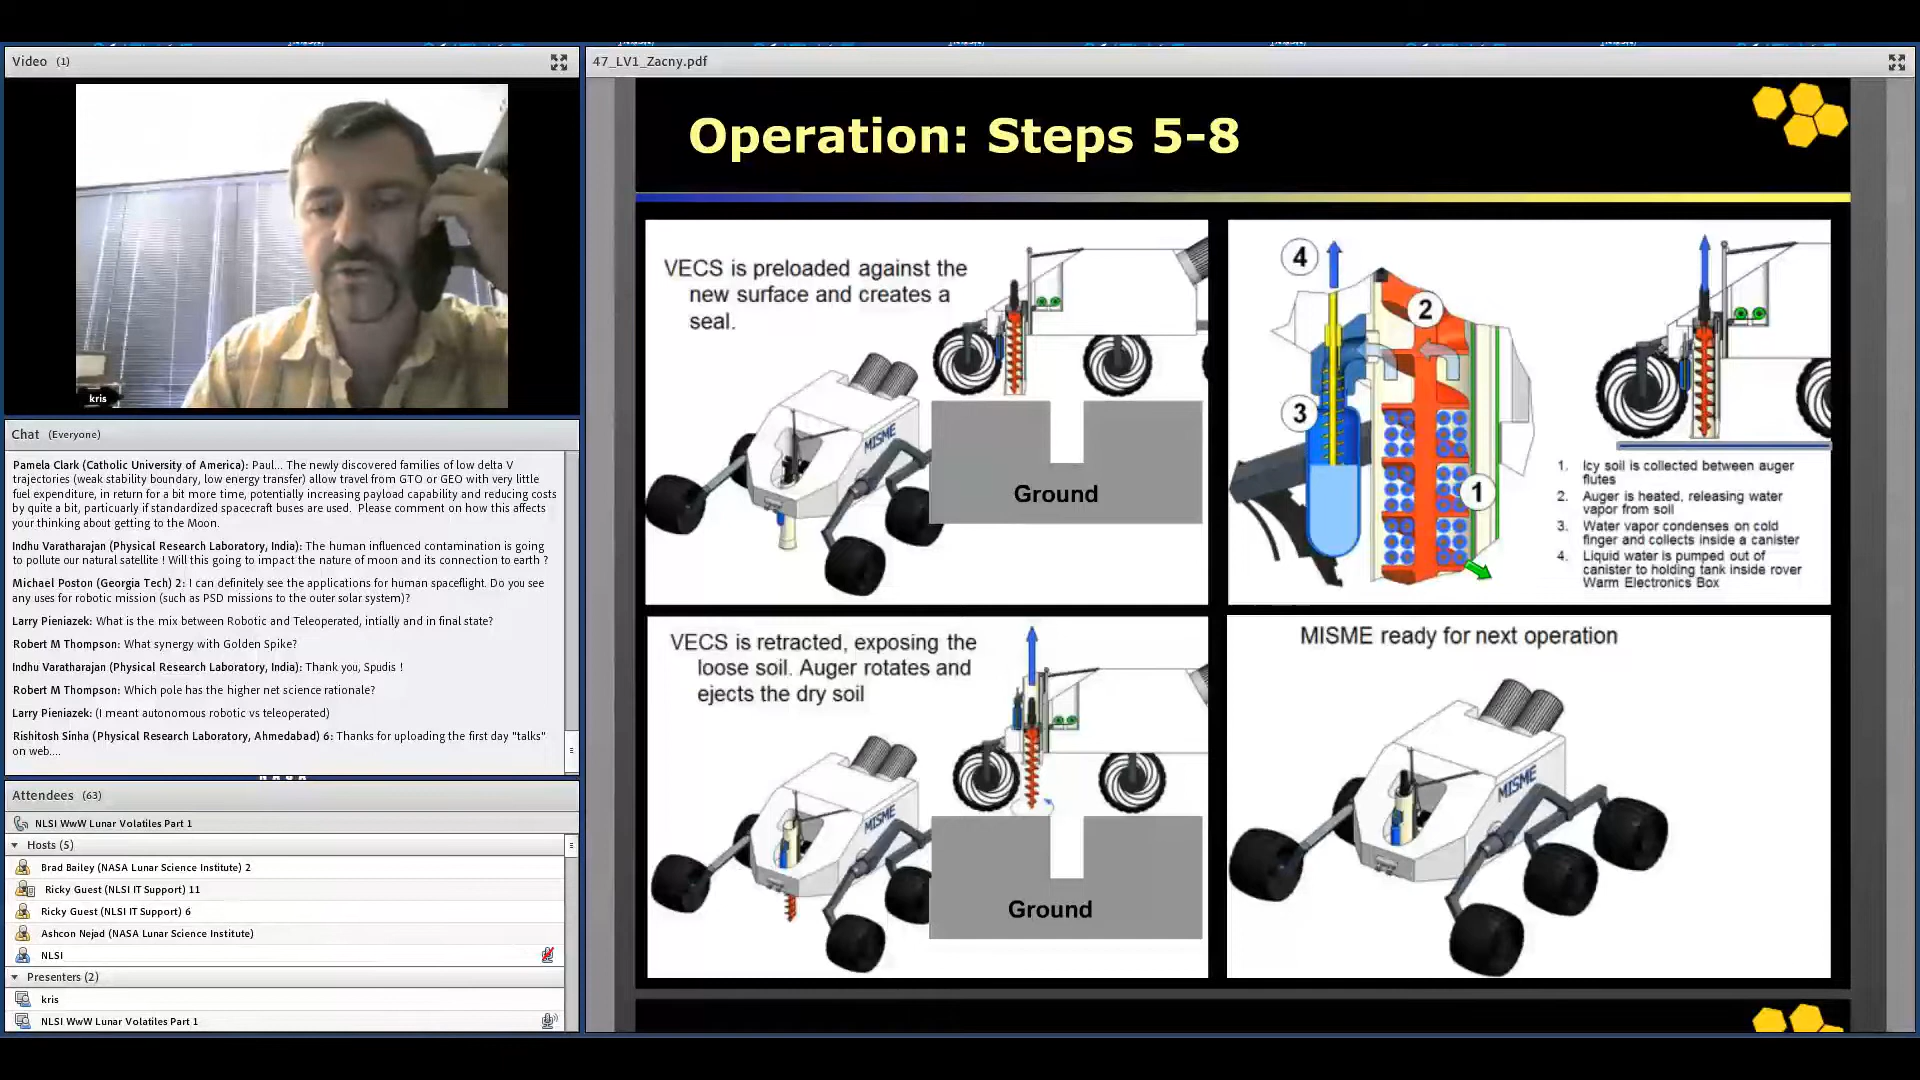 Video (1)
kris
Chat (Everyone)
Pamela Clark (Catholic University of America): Paul... The newly discovered families of low delta V
trajectories (weak stability boundary, low energy transfer) allow travel from GTO or GEO with very little
fuel expenditure, in return for a bit more time, potentially increasing payload capability and reducing costs
by quite a bit, particuarly if standardized spacecraft buses are used. Please comment on how this affects
your thinking about getting to the Moon.
Indhu Varatharajan (Physical Research Laboratory, India): The human influenced contamination is going
to pollute our natural satellite ! Will this going to impact the nature of moon and its connection to earth ?
Michael Poston (Georgia Tech) 2: I can definitely see the applications for human spaceflight. Do you see
any uses for robotic mission (such as PSD missions to the outer solar system)?
Larry Pieniazek: What is the mix between Robotic and Teleoperated, intially and in final state?
Robert M Thompson: What synergy with Golden Spike?
Indhu Varatharajan (Physical Research Laboratory, India): Thank you, Spudis !
Robert M Thompson: Which pole has the higher net science rationale?
Larry Pieniazek: (I meant autonomous robotic vs teleoperated)
Rishitosh Sinha (Physical Research Laboratory, Ahmedabad) 6: Thanks for uploading the first day "talks"
on web....
Attendees (63)
NLSI WwW Lunar Volatiles Part 1
Hosts (5)
Brad Bailey (NASA Lunar Science Institute) 2
Ricky Guest (NLSI IT Support) 11
Ricky Guest (NLSI IT Support) 6
Ashcon Nejad (NASA Lunar Science Institute)
NLSI
Presenters (2)
kris
NLSI WwW Lunar Volatiles Part 1
47_LV1_Zacny.pdf
Operation: Steps 5-8
VECS is preloaded against the
new surface and creates a
seal.
MISME
Ground
4
2
3
1
1. Icy soil is collected between auger
flutes
2. Auger is heated, releasing water
vapor from soil
3. Water vapor condenses on cold
finger and collects inside a canister
4. Liquid water is pumped out of
canister to holding tank inside rover
Warm Electronics Box
VECS is retracted, exposing the
loose soil. Auger rotates and
ejects the dry soil
MISME
Ground
MISME ready for next operation
MISME